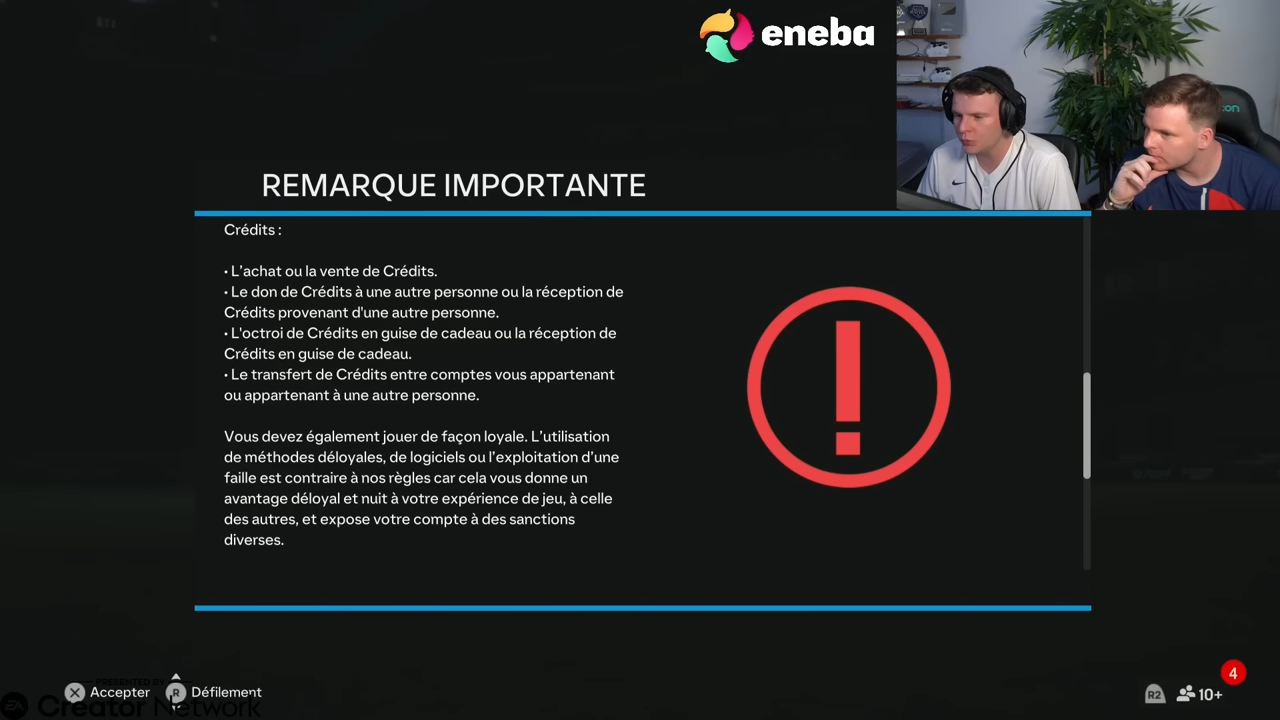 eneba
REMARQUE IMPORTANTE
Crédits :
• L'achat ou la vente de Crédits.
• Le don de Crédits à une autre personne ou la réception de
Crédits provenant d'une autre personne.
• L'octroi de Crédits en guise de cadeau ou la réception de
Crédits en guise de cadeau.
• Le transfert de Crédits entre comptes vous appartenant
ou appartenant à une autre personne.
Vous devez également jouer de façon loyale. L'utilisation
de méthodes déloyales, de logiciels ou l'exploitation d'une
faille est contraire à nos règles car cela vous donne un
avantage déloyal et nuit à votre expérience de jeu, à celle
des autres, et expose votre compte à des sanctions
diverses.
PRESENTED BY
Accepter
R Défilement
EA Creator Network
4
R2 10+